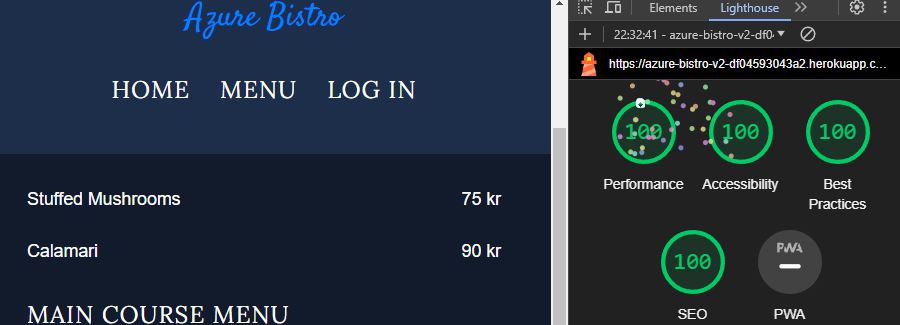 Azure Bistro
HOME MENU LOG IN
Stuffed Mushrooms 75 kr
Calamari 90 kr
MAIN COURSE MENU
Elements Lighthouse
22:32:41 - azure-bistro-v2-df04
https://azure-bistro-v2-df04593043a2.herokuapp.c...
100 100 100
Performance Accessibility Best
Practices
100 PWA
SEO PWA